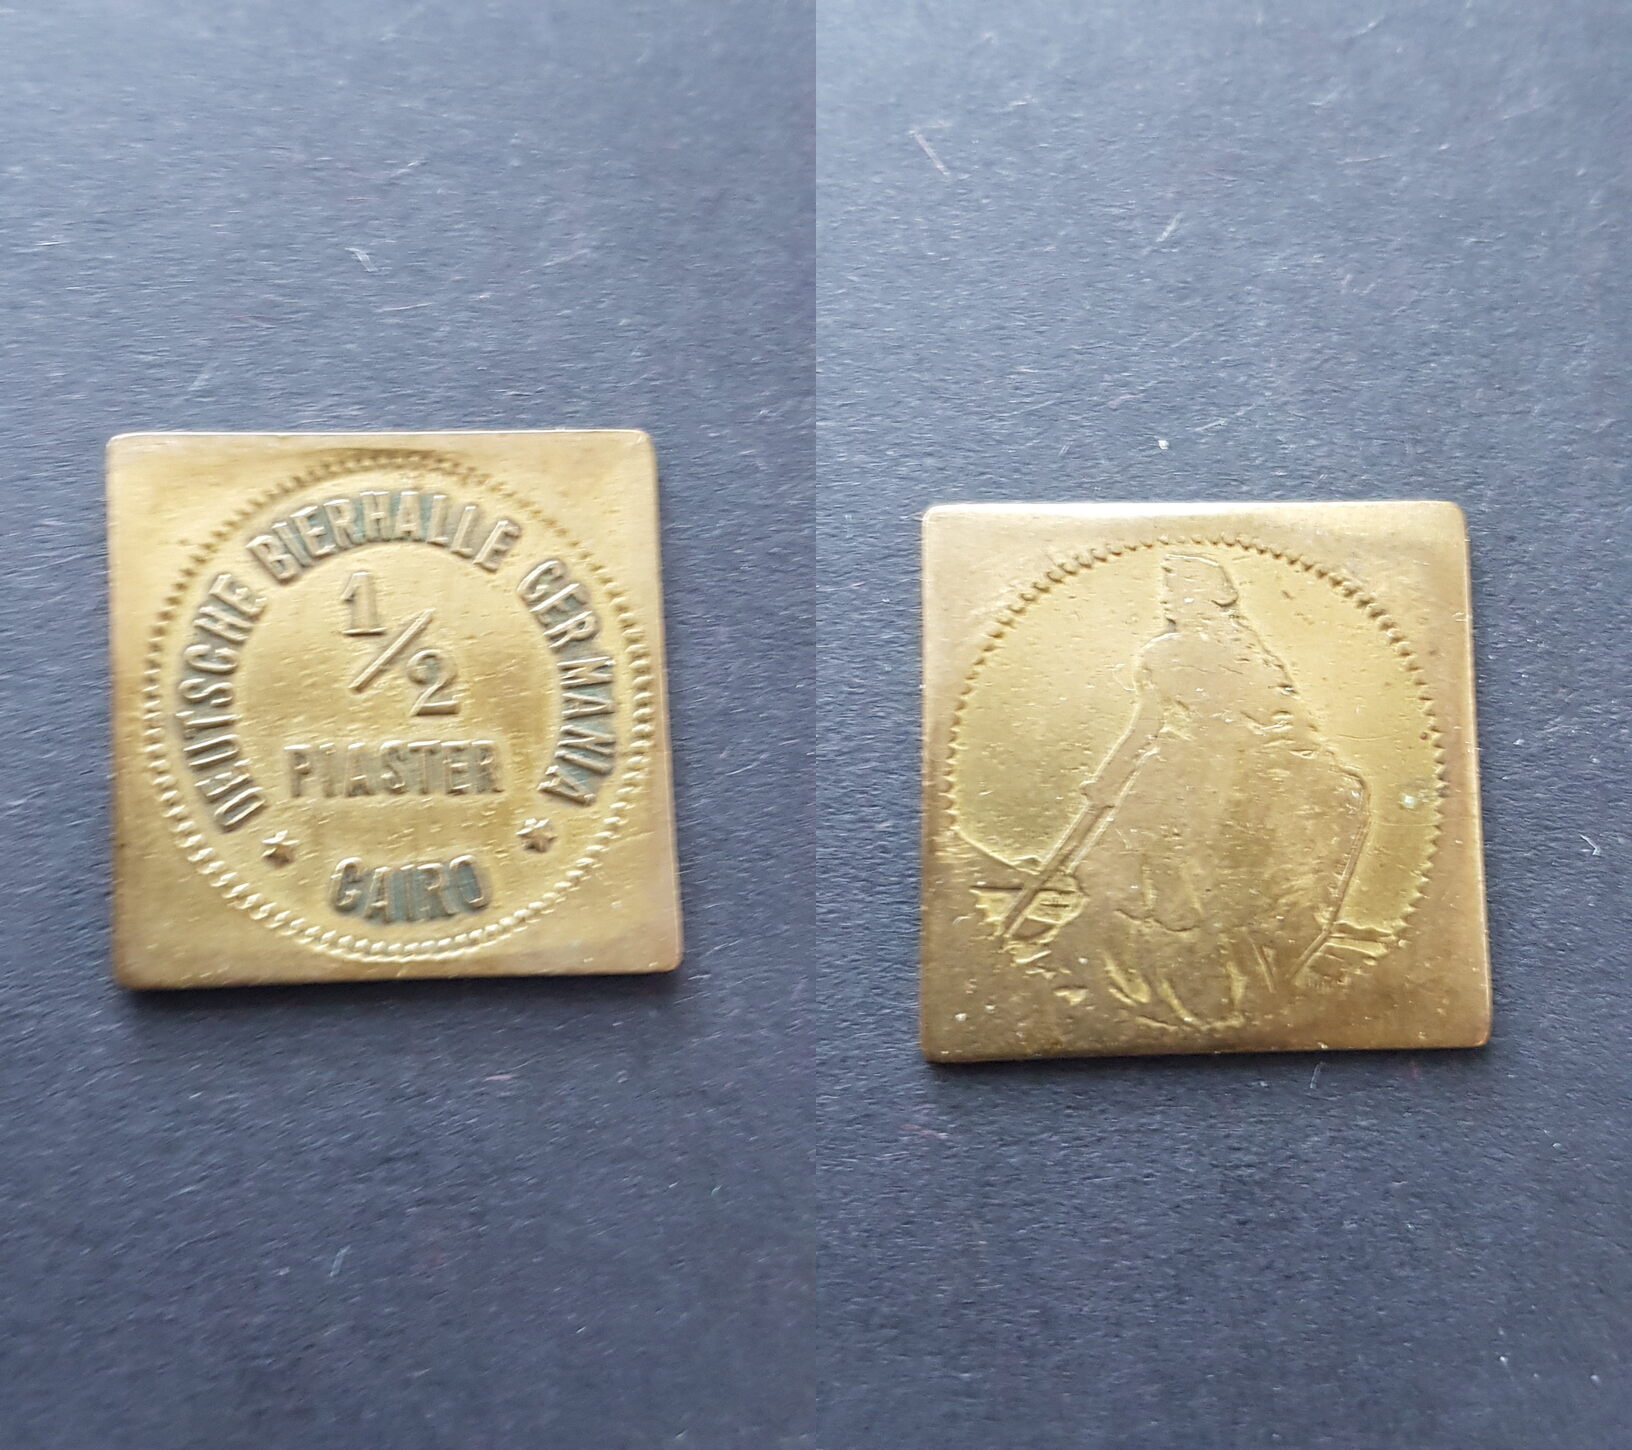 DEUTSCHE BIERHALLE GERMANIA
1/2
PIASTER
CAIRO